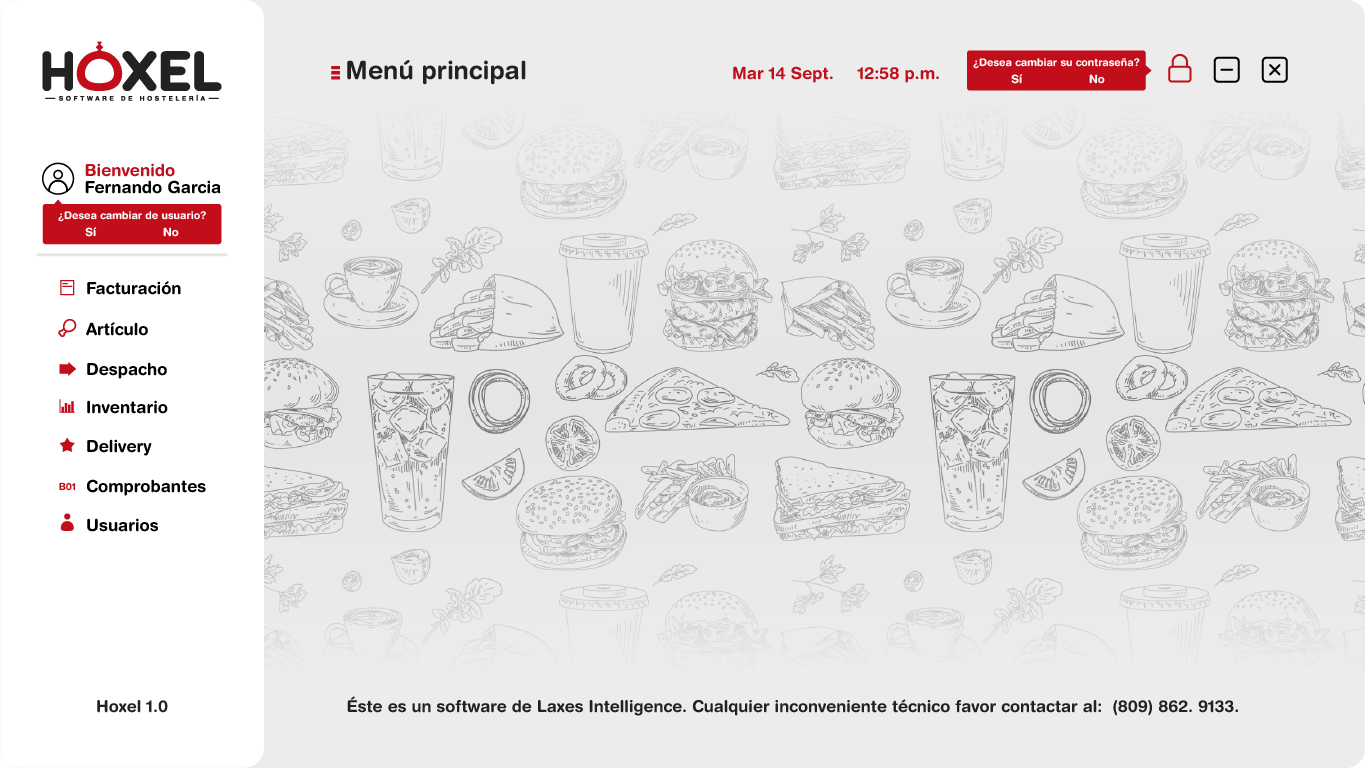 HOXEL
SOFTWARE DE HOSTELERÍA
Bienvenido
Fernando Garcia
¿Desea cambiar de usuario?
Sí No
Facturación
Artículo
Despacho
Inventario
Delivery
B01 Comprobantes
Usuarios
Hoxel 1.0
Menú principal
Mar 14 Sept. 12:58 p.m.
¿Desea cambiar su contraseña?
Sí No
Éste es un software de Laxes Intelligence. Cualquier inconveniente técnico favor contactar al: (809) 862. 9133.